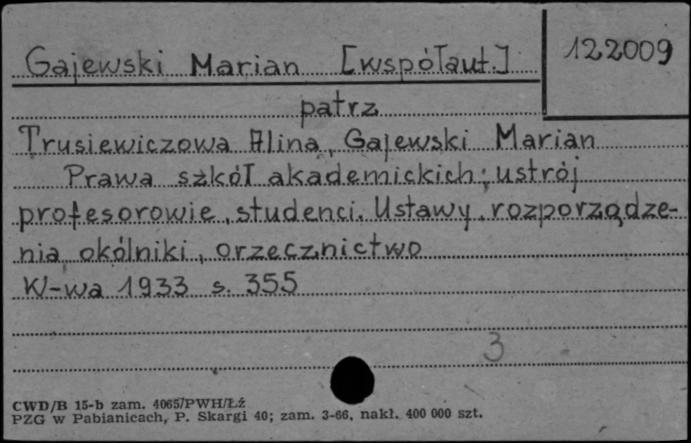 Gajewski Marian [współaut.]
122009
patrz
Trusiewiczowa Alina, Gajewski Marian
Prawa szkół akademickich: ustrój
profesorowie, studenci. Ustawy, rozporządze-
nia, okólniki, orzecznictwo
W-wa 1933 s. 355
3
CWD/B 15-b zam. 4065/PWH/Łź
PZG w Pabianicach, P. Skargi 40; zam. 3-66, nakł. 400 000 szt.